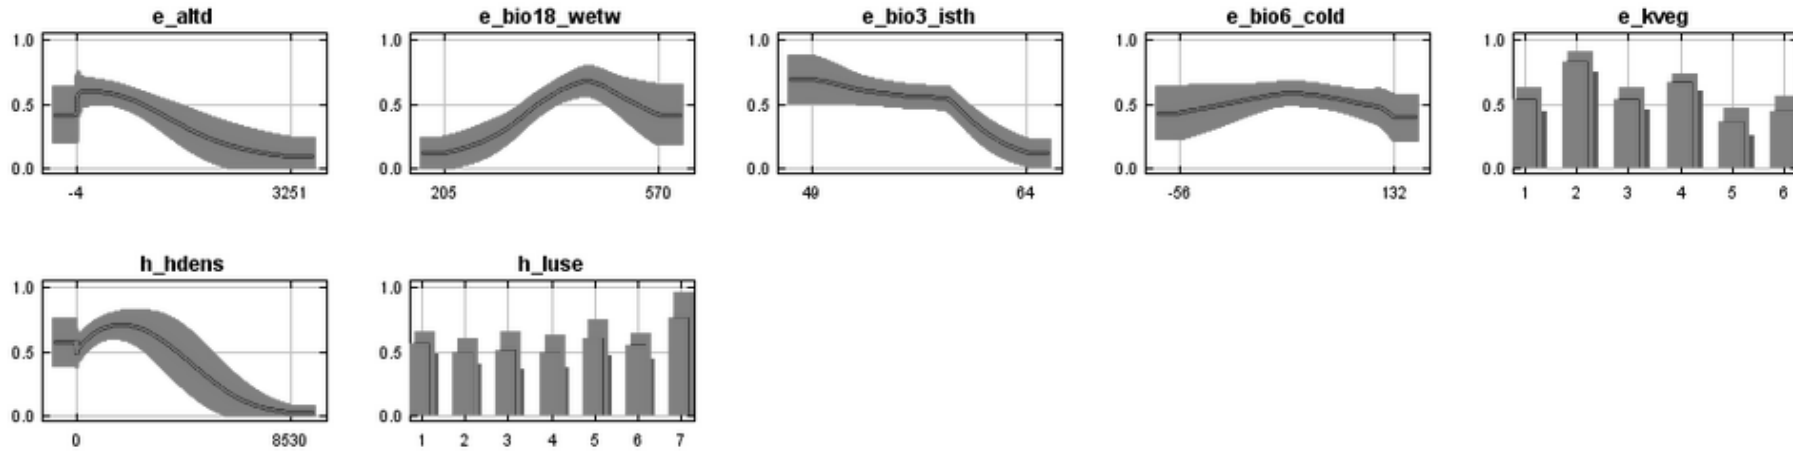 e_altd e_bio18_wetw e_bio3_isth e_bio6_cold e_kveg
1.0 1.0 1.0 1.0 1.0
0.5 0.5 0.5 0.5 0.5
0.0 0.0 0.0 0.0 0.0
-4 3251 205 570 49 64 -56 132 1 2 3 4 5 6
h_hdens h_luse
1.0 1.0
0.5 0.5
0.0 0.0
0 8530 1 2 3 4 5 6 7